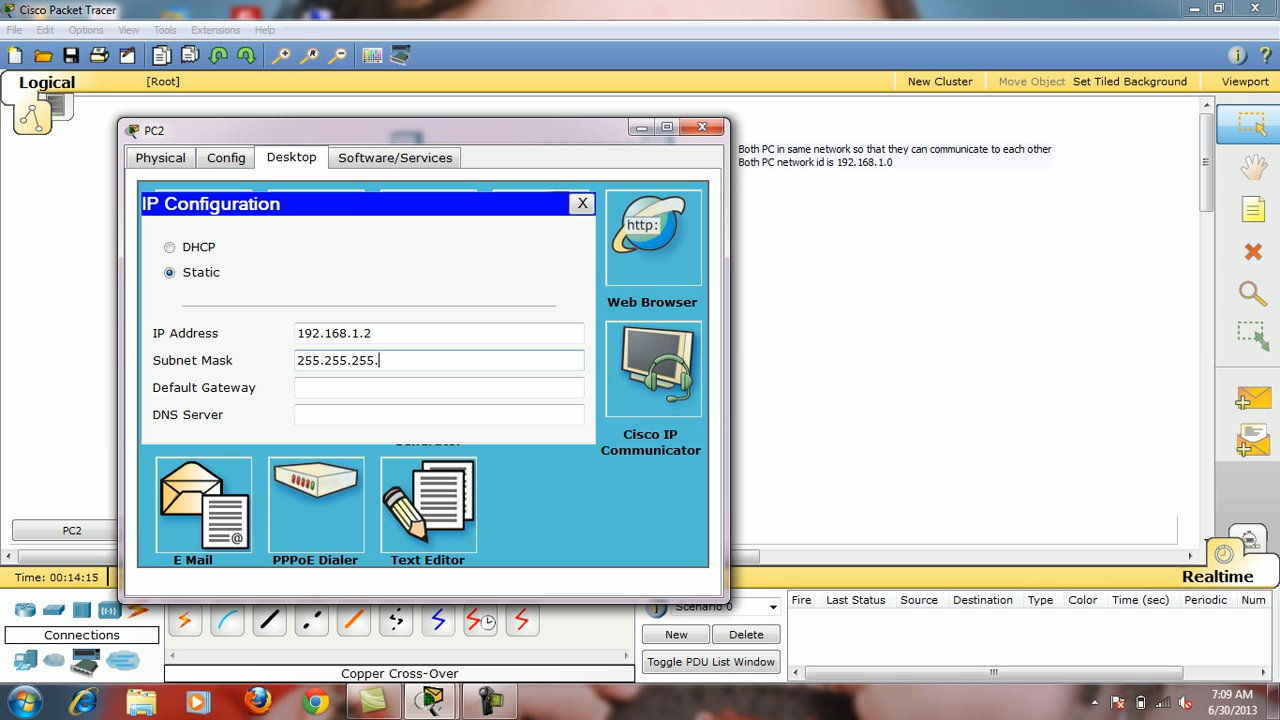 Cisco Packet Tracer
File Edit Options View Tools Extensions Help
Logical
[Root]
New Cluster
Move Object
Set Tiled Background
Viewport
PC2
Physical
Config
Desktop
Software/Services
Both PC in same network so that they can communicate to each other
Both PC network id is 192.168.1.0
IP Configuration
X
http:
DHCP
Static
Web Browser
IP Address
192.168.1.2
Subnet Mask
255.255.255.
Default Gateway
DNS Server
Cisco IP
Communicator
@
E Mail
PPPoE Dialer
Text Editor
PC2
Time: 00:14:15
Realtime
Scenario 0
Fire Last Status Source Destination Type Color Time (sec) Periodic Num
Connections
New
Delete
Toggle PDU List Window
Copper Cross-Over
7:09 AM
6/30/2013